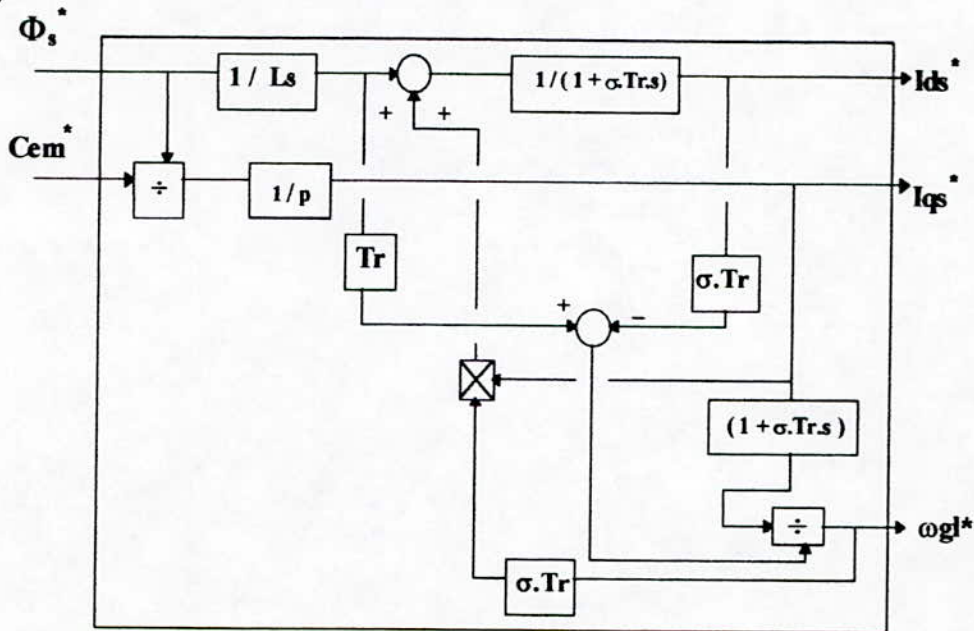 Φs*
1 / Ls
1/(1+σ.Tr.s)
Ids*
+ +
Cem*
÷
1/p
Iqs*
Tr
σ.Tr
+ −
(1+σ.Tr.s)
÷
ωgl*
σ.Tr